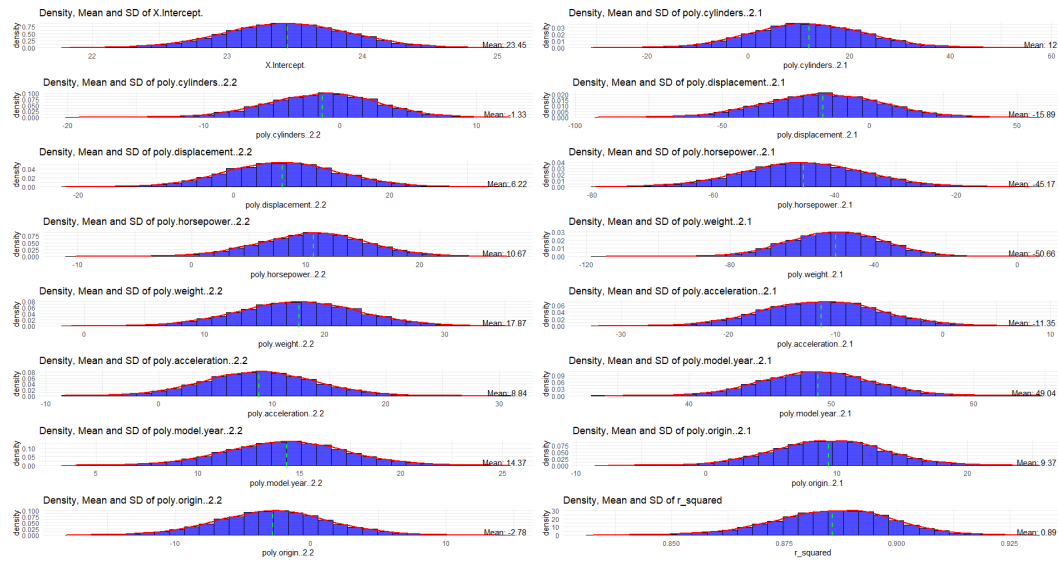 Density, Mean and SD of X.Intercept.
density
0.75
0.50
0.25
0.00
Mean: 23.45
22 23 24 25
X.Intercept.
Density, Mean and SD of poly.cylinders..2.1
density
0.03
0.02
0.01
0.00
Mean: 12
-20 0 20 40 60
poly.cylinders..2.1
Density, Mean and SD of poly.cylinders..2.2
density
0.100
0.075
0.050
0.025
0.000
Mean: -1.33
-20 -10 0 10
poly.cylinders..2.2
Density, Mean and SD of poly.displacement..2.1
density
0.020
0.015
0.010
0.005
0.000
Mean: -15.89
-100 -50 0 50
poly.displacement..2.1
Density, Mean and SD of poly.displacement..2.2
density
0.04
0.02
0.00
Mean: 6.22
-20 0 20
poly.displacement..2.2
Density, Mean and SD of poly.horsepower..2.1
density
0.04
0.03
0.02
0.01
0.00
Mean: -45.17
-80 -60 -40 -20
poly.horsepower..2.1
Density, Mean and SD of poly.horsepower..2.2
density
0.075
0.050
0.025
0.000
Mean: 10.67
-10 0 10 20
poly.horsepower..2.2
Density, Mean and SD of poly.weight..2.1
density
0.03
0.02
0.01
0.00
Mean: -50.66
-120 -80 -40 0
poly.weight..2.1
Density, Mean and SD of poly.weight..2.2
density
0.08
0.06
0.04
0.02
0.00
Mean: 17.87
0 10 20 30
poly.weight..2.2
Density, Mean and SD of poly.acceleration..2.1
density
0.06
0.04
0.02
0.00
Mean: -11.35
-30 -20 -10 0 10
poly.acceleration..2.1
Density, Mean and SD of poly.acceleration..2.2
density
0.08
0.06
0.04
0.02
0.00
Mean: 8.84
-10 0 10 20 30
poly.acceleration..2.2
Density, Mean and SD of poly.model.year..2.1
density
0.09
0.06
0.03
0.00
Mean: 49.04
40 50 60
poly.model.year..2.1
Density, Mean and SD of poly.model.year..2.2
density
0.10
0.05
0.00
Mean: 14.37
5 10 15 20 25
poly.model.year..2.2
Density, Mean and SD of poly.origin..2.1
density
0.075
0.050
0.025
0.000
Mean: 9.37
0 10 20
poly.origin..2.1
Density, Mean and SD of poly.origin..2.2
density
0.100
0.075
0.050
0.025
0.000
Mean: -2.78
-10 0 10
poly.origin..2.2
Density, Mean and SD of r_squared
density
30
20
10
0
Mean: 0.89
0.850 0.875 0.900 0.925
r_squared